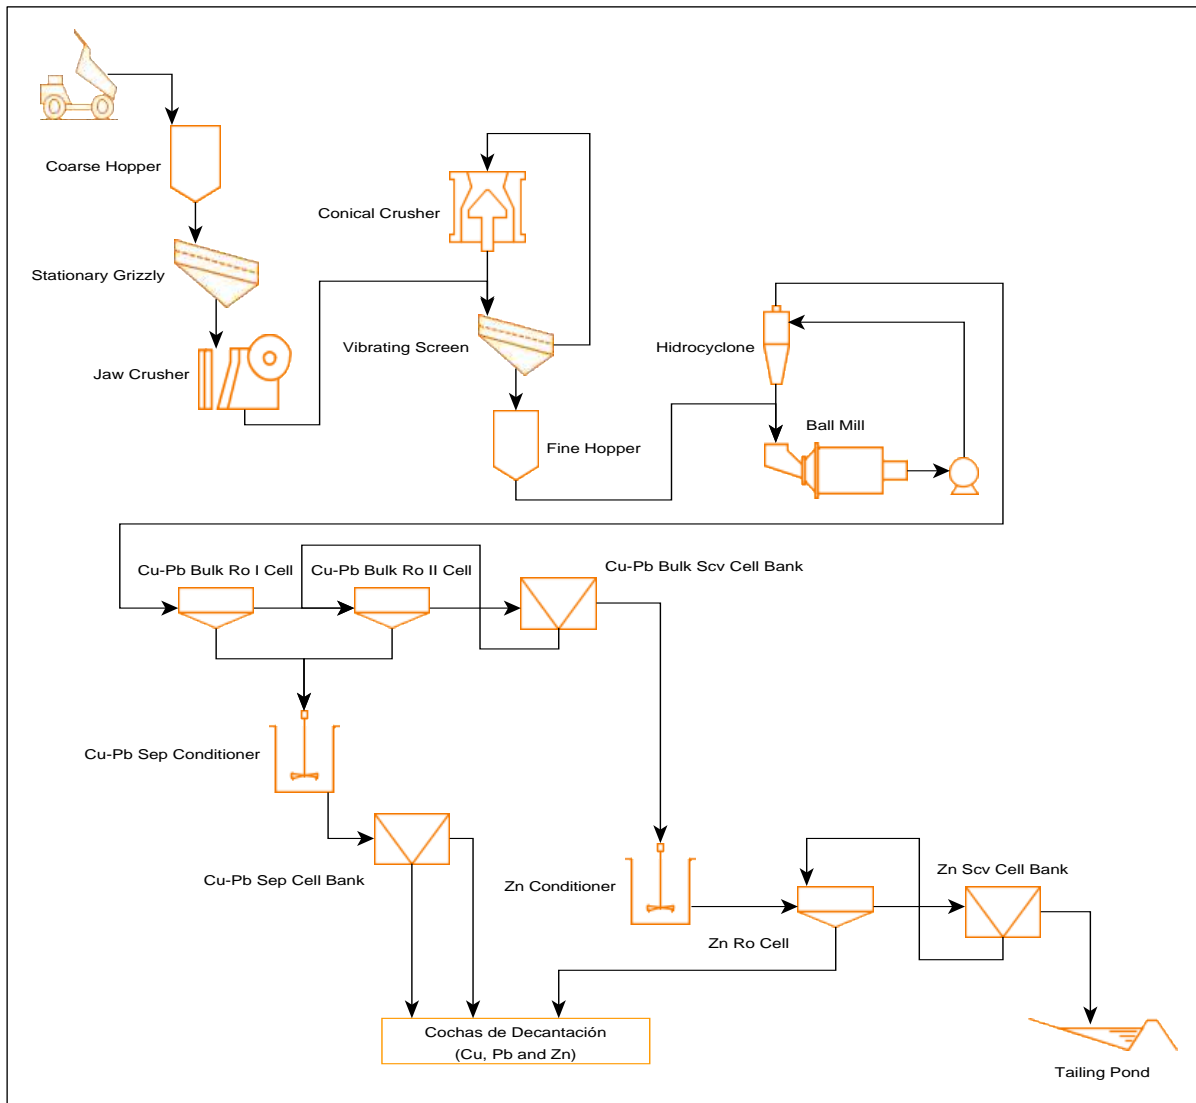 Coarse Hopper
Conical Crusher
Stationary Grizzly
Vibrating Screen
Hidrocyclone
Jaw Crusher
Ball Mill
Fine Hopper
Cu-Pb Bulk Ro I Cell
Cu-Pb Bulk Ro II Cell
Cu-Pb Bulk Scv Cell Bank
Cu-Pb Sep Conditioner
Cu-Pb Sep Cell Bank
Zn Conditioner
Zn Scv Cell Bank
Zn Ro Cell
Cochas de Decantación
(Cu, Pb and Zn)
Tailing Pond